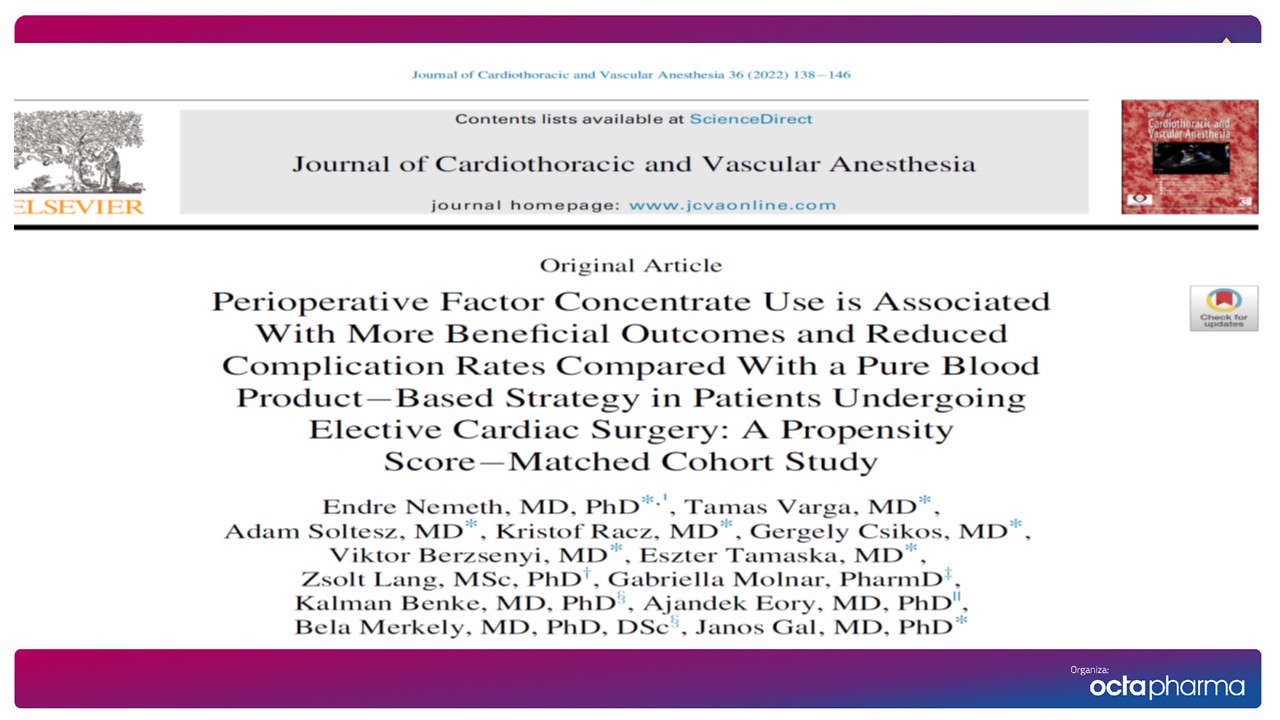 Journal of Cardiothoracic and Vascular Anesthesia 36 (2022) 138–146
ELSEVIER
Contents lists available at ScienceDirect
Journal of Cardiothoracic and Vascular Anesthesia
journal homepage: www.jcvaonline.com
Journal of
Cardiothoracic and
Vascular Anesthesia
Original Article
Perioperative Factor Concentrate Use is Associated
With More Beneficial Outcomes and Reduced
Complication Rates Compared With a Pure Blood
Product–Based Strategy in Patients Undergoing
Elective Cardiac Surgery: A Propensity
Score–Matched Cohort Study
Check for
updates
Endre Nemeth, MD, PhD*,¹, Tamas Varga, MD*,
Adam Soltesz, MD*, Kristof Racz, MD*, Gergely Csikos, MD*,
Viktor Berzsenyi, MD*, Eszter Tamaska, MD*,
Zsolt Lang, MSc, PhD†, Gabriella Molnar, PharmD‡,
Kalman Benke, MD, PhD§, Ajandek Eory, MD, PhD‖,
Bela Merkely, MD, PhD, DSc§, Janos Gal, MD, PhD*
Organiza:
octapharma